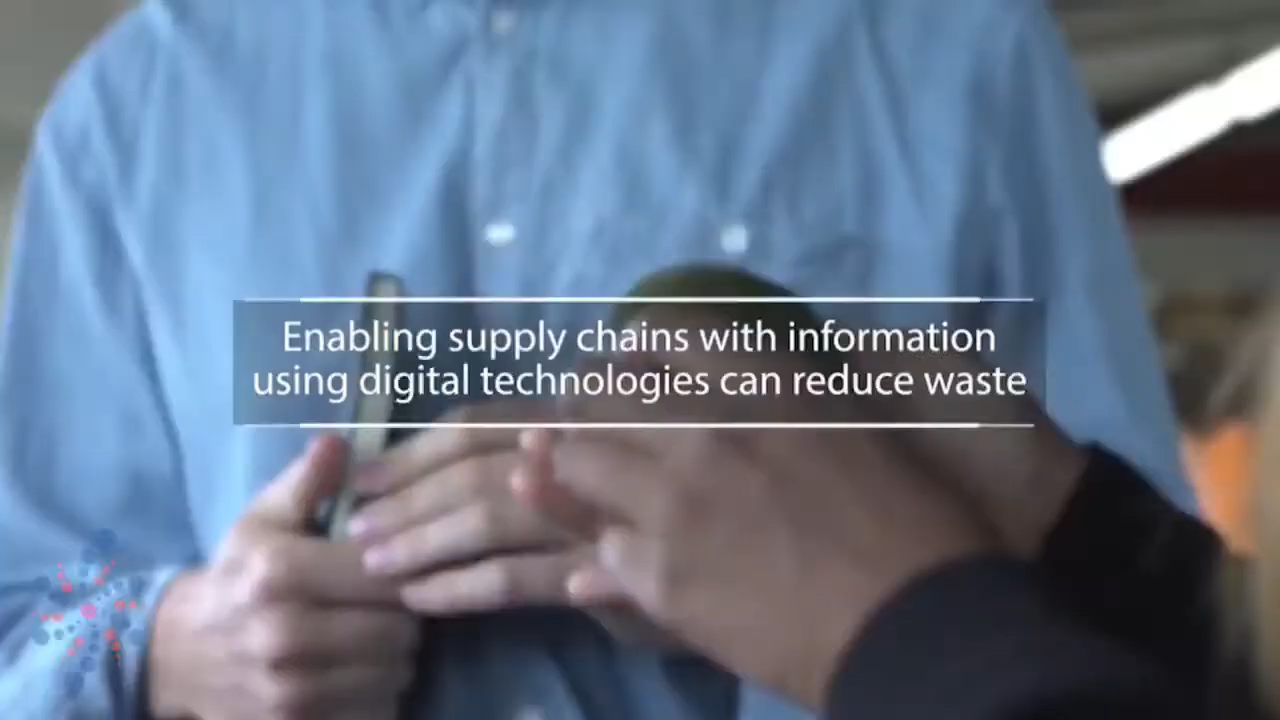 Enabling supply chains with information
using digital technologies can reduce waste